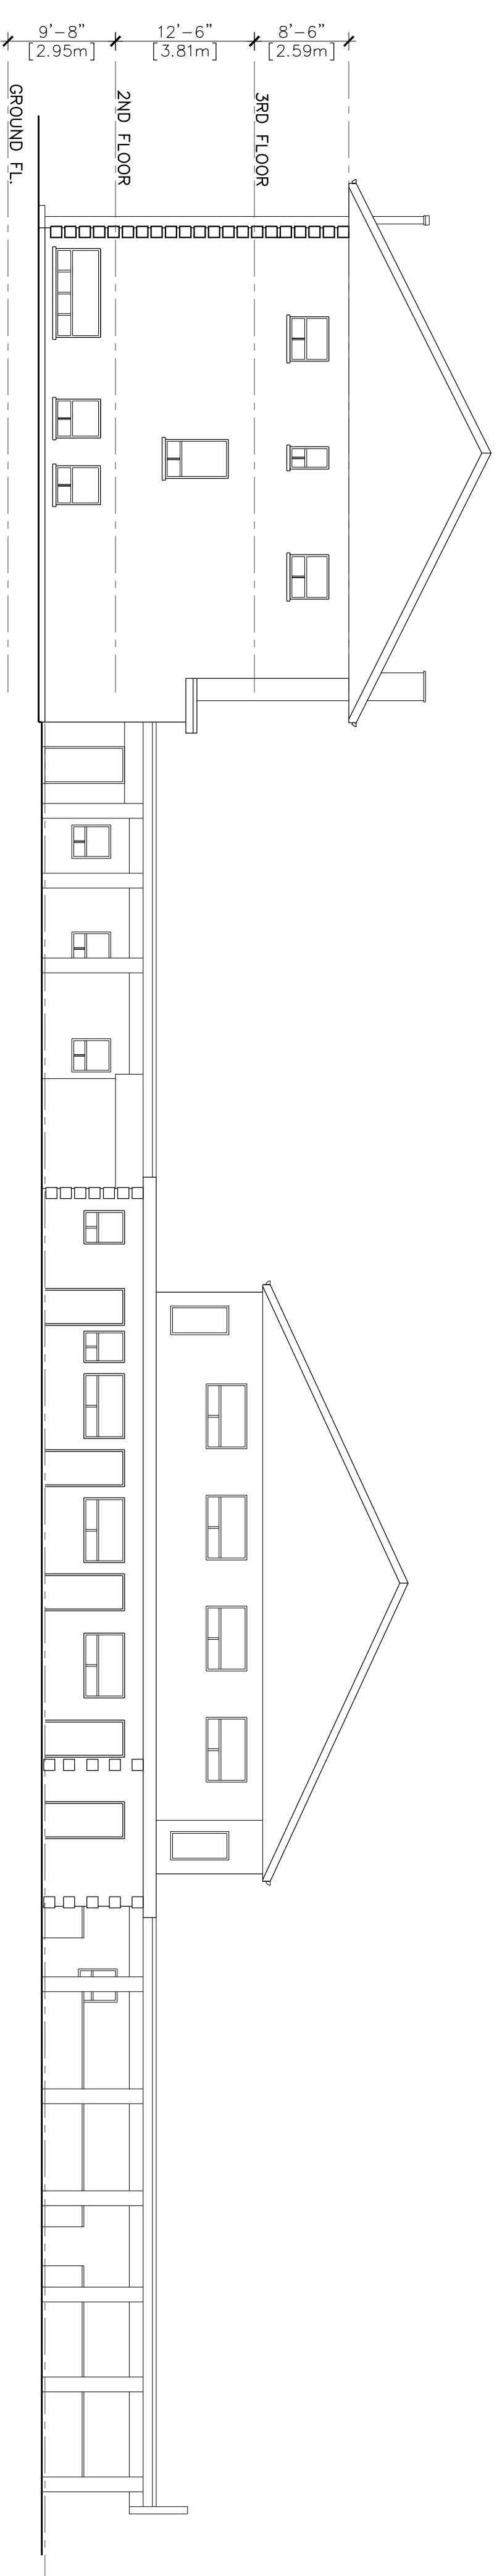 9'-8"
[2.95m]
12'-6"
[3.81m]
8'-6"
[2.59m]
GROUND FL.
2ND FLOOR
3RD FLOOR